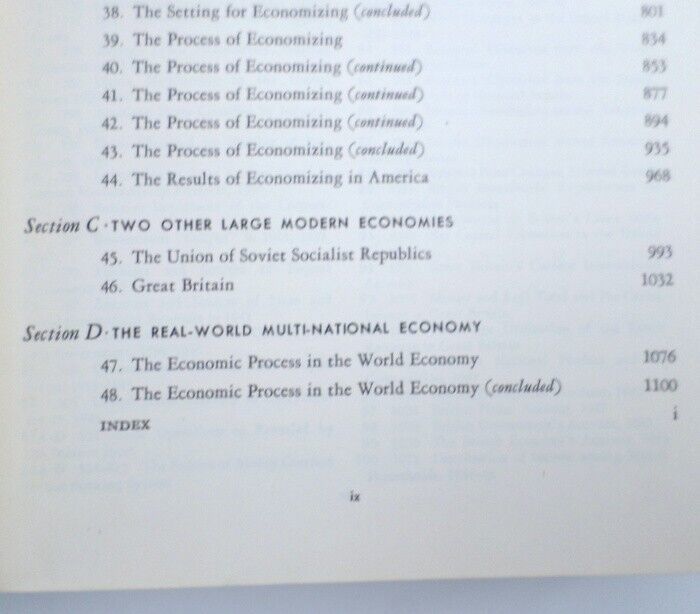 38. The Setting for Economizing (concluded) 801
39. The Process of Economizing 834
40. The Process of Economizing (continued) 853
41. The Process of Economizing (continued) 877
42. The Process of Economizing (continued) 894
43. The Process of Economizing (concluded) 935
44. The Results of Economizing in America 968
Section C · TWO OTHER LARGE MODERN ECONOMIES
45. The Union of Soviet Socialist Republics 993
46. Great Britain 1032
Section D · THE REAL-WORLD MULTI-NATIONAL ECONOMY
47. The Economic Process in the World Economy 1076
48. The Economic Process in the World Economy (concluded) 1100
INDEX i
ix